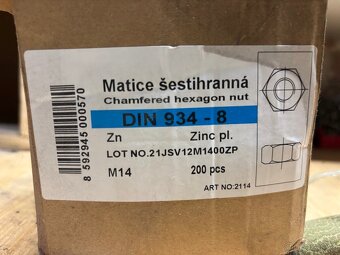 Matice šestihranná
Chamfered hexagon nut
DIN 934 - 8
Zn Zinc pl.
LOT NO.21JSV12M1400ZP
M14 200 pcs
ART NO:2114
8 592945 000570